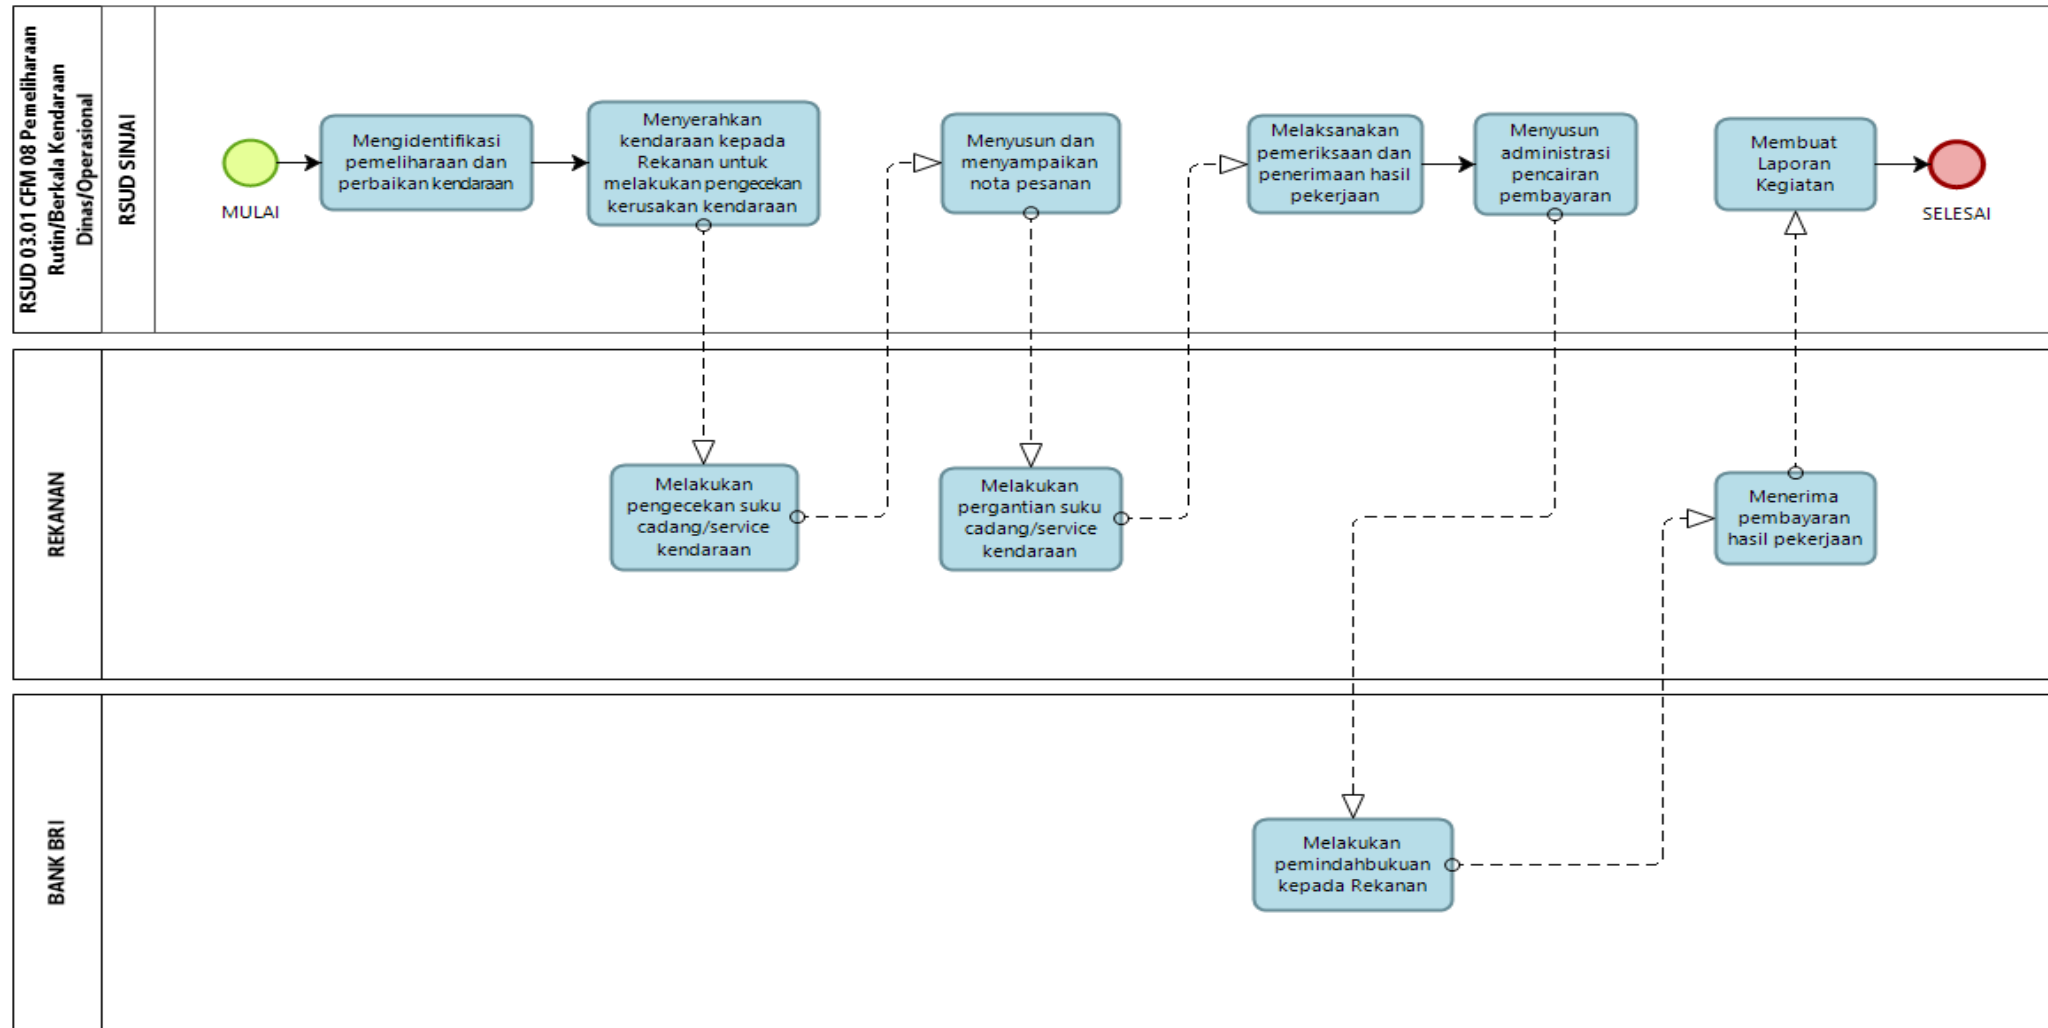 RSUD 03.01 CFM 08 Pemeliharaan
Rutin/Berkala Kendaraan
Dinas/Operasional
RSUD SINJAI
MULAI
Mengidentifikasi
pemeliharaan dan
perbaikan kendaraan
Menyerahkan
kendaraan kepada
Rekanan untuk
melakukan pengecekan
kerusakan kendaraan
Menyusun dan
menyampaikan
nota pesanan
Melaksanakan
pemeriksaan dan
penerimaan hasil
pekerjaan
Menyusun
administrasi
pencairan
pembayaran
Membuat
Laporan
Kegiatan
SELESAI
REKANAN
Melakukan
pengecekan suku
cadang/service
kendaraan
Melakukan
pergantian suku
cadang/service
kendaraan
Menerima
pembayaran
hasil pekerjaan
BANK BRI
Melakukan
pemindahbukuan
kepada Rekanan